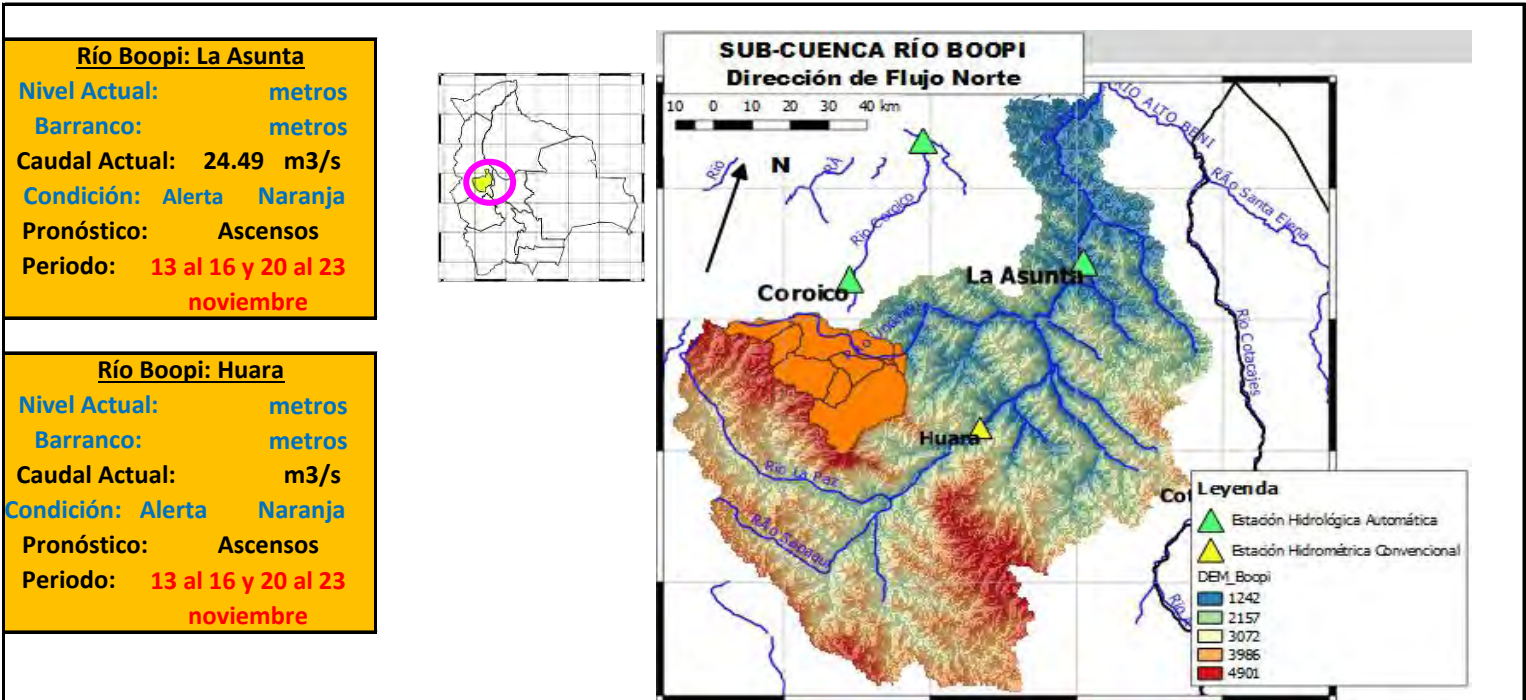 Río Boopi: La Asunta
Nivel Actual: metros
Barranco: metros
Caudal Actual: 24.49 m3/s
Condición: Alerta Naranja
Pronóstico: Ascensos
Periodo: 13 al 16 y 20 al 23
noviembre
Río Boopi: Huara
Nivel Actual: metros
Barranco: metros
Caudal Actual: m3/s
Condición: Alerta Naranja
Pronóstico: Ascensos
Periodo: 13 al 16 y 20 al 23
noviembre
SUB-CUENCA RÍO BOOPI
Dirección de Flujo Norte
10 0 10 20 30 40 km
N
RÍO ALTO BENI
Río
RÃ
RÃo Santa Elena
Río Coroico
La Asunta
Coroico
Río Cotacajes
Huara
Río La Paz
RÃo Sapaqui
Leyenda
Estación Hidrológica Automática
Estación Hidrométrica Convencional
DEM_Boopi
1242
2157
3072
3986
4901